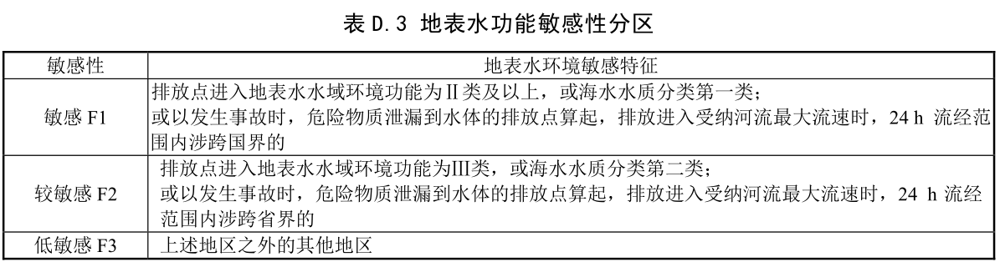 表 D.3 地表水功能敏感性分区
敏感性 地表水环境敏感特征
排放点进入地表水水域环境功能为Ⅱ类及以上，或海水水质分类第一类；
敏感 F1 或以发生事故时，危险物质泄漏到水体的排放点算起，排放进入受纳河流最大流速时，24 h 流经范
围内涉跨国界的
排放点进入地表水水域环境功能为Ⅲ类，或海水水质分类第二类；
较敏感 F2 或以发生事故时，危险物质泄漏到水体的排放点算起，排放进入受纳河流最大流速时，24 h 流经
范围内涉跨省界的
低敏感 F3 上述地区之外的其他地区